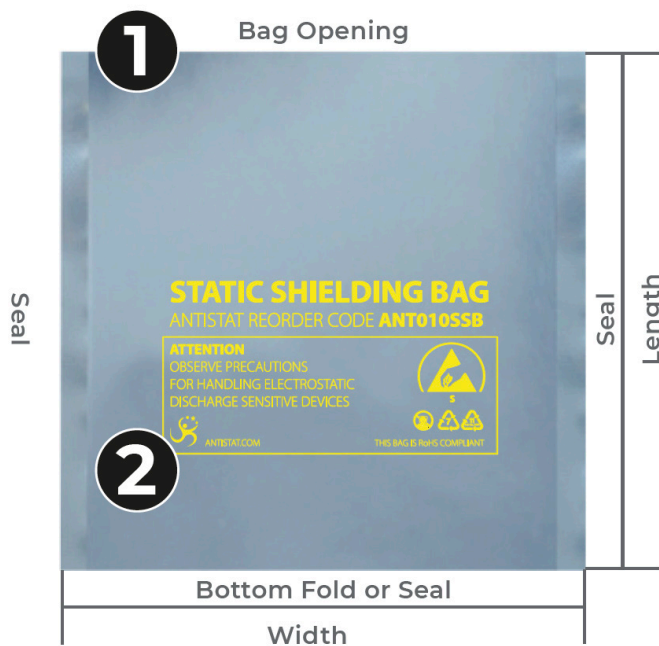 1
Bag Opening
Seal
STATIC SHIELDING BAG
ANTISTAT REORDER CODE ANT010SSB
ATTENTION
OBSERVE PRECAUTIONS
FOR HANDLING ELECTROSTATIC
DISCHARGE SENSITIVE DEVICES
S
ANTISTAT.COM
THIS BAG IS RoHS COMPLIANT
2
Seal
Length
Bottom Fold or Seal
Width